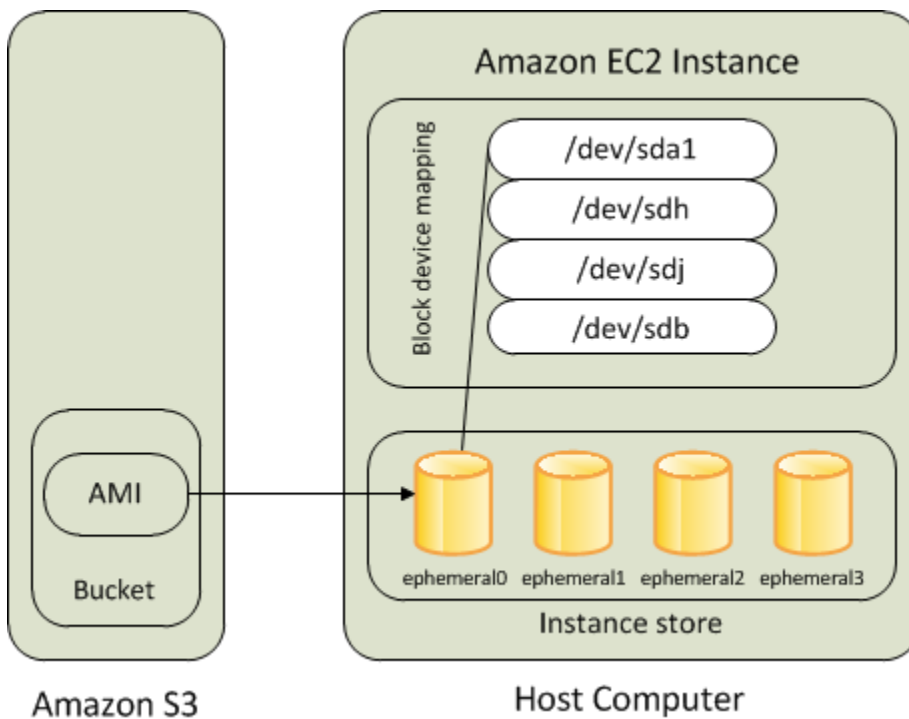 Amazon EC2 Instance
Block device mapping
/dev/sda1
/dev/sdh
/dev/sdj
/dev/sdb
AMI
Bucket
ephemeral0
ephemeral1
ephemeral2
ephemeral3
Instance store
Amazon S3
Host Computer